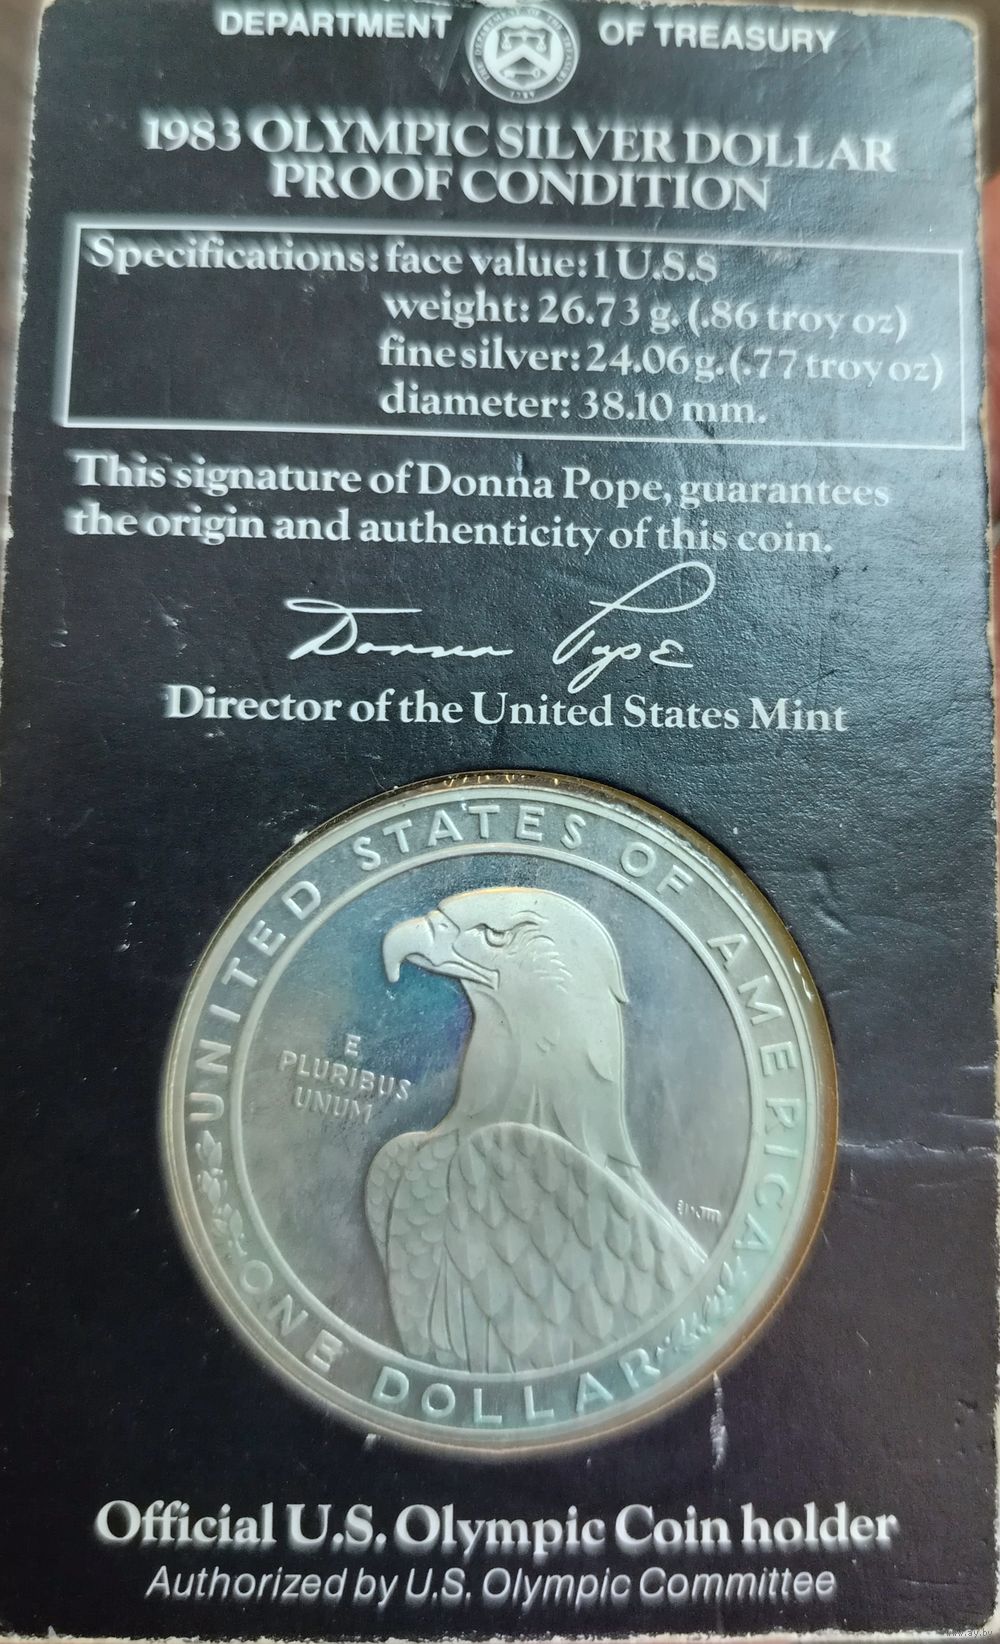 DEPARTMENT OF TREASURY
1983 OLYMPIC SILVER DOLLAR
PROOF CONDITION
Specifications: face value: 1 U.S.$
weight: 26.73 g. (.86 troy oz)
fine silver: 24.06 g. (.77 troy oz)
diameter: 38.10 mm.
This signature of Donna Pope, guarantees
the origin and authenticity of this coin.
Donna Pope
Director of the United States Mint
UNITED STATES OF AMERICA
E
PLURIBUS
UNUM
ONE DOLLAR
Official U.S. Olympic Coin holder
Authorized by U.S. Olympic Committee